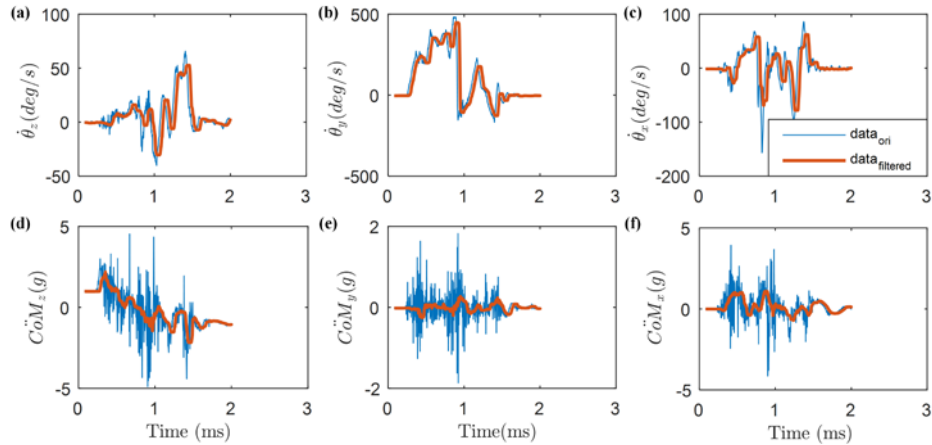 (a)
100
50
0
-50
0 1 2 3
θ̇z(deg/s)
(b)
500
0
-500
0 1 2 3
θ̇y(deg/s)
(c)
100
0
-100
-200
0 1 2 3
θ̇x(deg/s)
data_ori
data_filtered
(d)
5
0
-5
0 1 2 3
CöMz(g)
Time (ms)
(e)
2
0
-2
0 1 2 3
CöMy(g)
Time(ms)
(f)
5
0
-5
0 1 2 3
CöMx(g)
Time (ms)